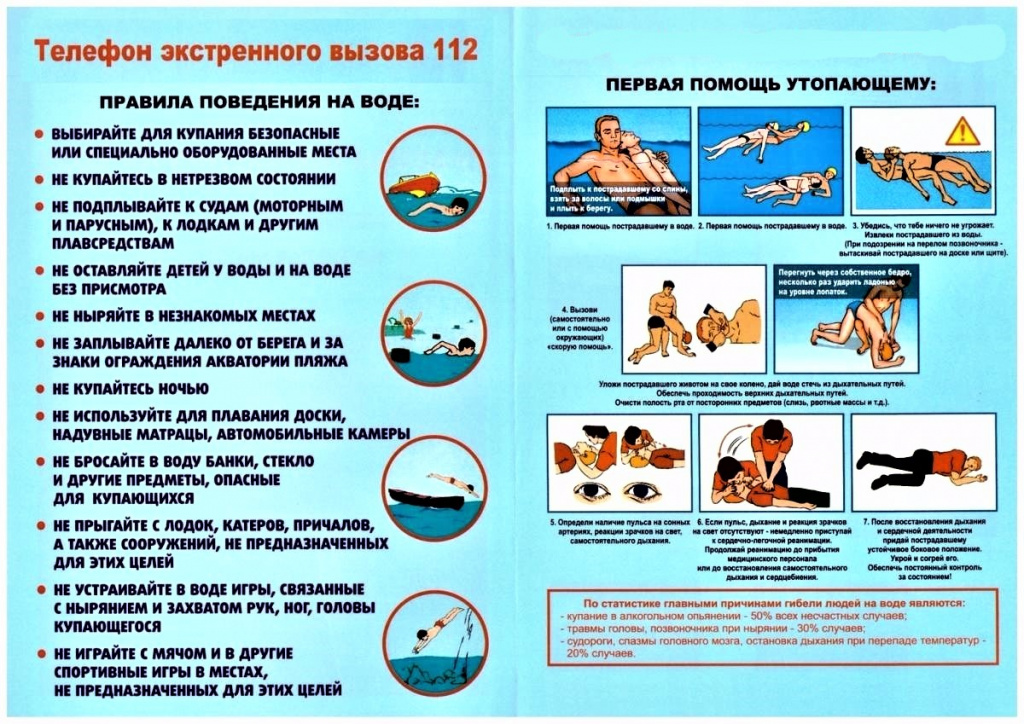 Телефон экстренного вызова 112
ПРАВИЛА ПОВЕДЕНИЯ НА ВОДЕ:
• ВЫБИРАЙТЕ ДЛЯ КУПАНИЯ БЕЗОПАСНЫЕ
ИЛИ СПЕЦИАЛЬНО ОБОРУДОВАННЫЕ МЕСТА
• НЕ КУПАЙТЕСЬ В НЕТРЕЗВОМ СОСТОЯНИИ
• НЕ ПОДПЛЫВАЙТЕ К СУДАМ (МОТОРНЫМ
И ПАРУСНЫМ), К ЛОДКАМ И ДРУГИМ
ПЛАВСРЕДСТВАМ
• НЕ ОСТАВЛЯЙТЕ ДЕТЕЙ У ВОДЫ И НА ВОДЕ
БЕЗ ПРИСМОТРА
• НЕ НЫРЯЙТЕ В НЕЗНАКОМЫХ МЕСТАХ
• НЕ ЗАПЛЫВАЙТЕ ДАЛЕКО ОТ БЕРЕГА И ЗА
ЗНАКИ ОГРАЖДЕНИЯ АКВАТОРИИ ПЛЯЖА
• НЕ КУПАЙТЕСЬ НОЧЬЮ
• НЕ ИСПОЛЬЗУЙТЕ ДЛЯ ПЛАВАНИЯ ДОСКИ,
НАДУВНЫЕ МАТРАЦЫ, АВТОМОБИЛЬНЫЕ КАМЕРЫ
• НЕ БРОСАЙТЕ В ВОДУ БАНКИ, СТЕКЛО
И ДРУГИЕ ПРЕДМЕТЫ, ОПАСНЫЕ
ДЛЯ КУПАЮЩИХСЯ
• НЕ ПРЫГАЙТЕ С ЛОДОК, КАТЕРОВ, ПРИЧАЛОВ,
А ТАКЖЕ СООРУЖЕНИЙ, НЕ ПРЕДНАЗНАЧЕННЫХ
ДЛЯ ЭТИХ ЦЕЛЕЙ
• НЕ УСТРАИВАЙТЕ В ВОДЕ ИГРЫ, СВЯЗАННЫЕ
С НЫРЯНИЕМ И ЗАХВАТОМ РУК, НОГ, ГОЛОВЫ
КУПАЮЩЕГОСЯ
• НЕ ИГРАЙТЕ С МЯЧОМ И В ДРУГИЕ
СПОРТИВНЫЕ ИГРЫ В МЕСТАХ,
НЕ ПРЕДНАЗНАЧЕННЫХ ДЛЯ ЭТИХ ЦЕЛЕЙ
ПЕРВАЯ ПОМОЩЬ УТОПАЮЩЕМУ:
Подплыть к пострадавшему со спины,
взять за волосы или подмышки
и плыть к берегу.
1. Первая помощь пострадавшему в воде.
2. Первая помощь пострадавшему в воде.
3. Убедись, что тебе ничего не угрожает.
Извлеки пострадавшего из воды.
(При подозрении на перелом позвоночника -
вытаскивай пострадавшего на доске или щите).
4. Вызови
(самостоятельно
или с помощью
окружающих)
«скорую помощь».
Перегнуть через собственное бедро,
несколько раз ударить ладонью
на уровне лопаток.
Уложи пострадавшего животом на свое колено, дай воде стечь из дыхательных путей.
Обеспечь проходимость верхних дыхательных путей.
Очисти полость рта от посторонних предметов (слизь, рвотные массы и т.д.).
5. Определи наличие пульса на сонных
артериях, реакции зрачков на свет,
самостоятельного дыхания.
6. Если пульс, дыхание и реакция зрачков
на свет отсутствуют - немедленно приступай
к сердечно-легочной реанимации.
Продолжай реанимацию до прибытия
медицинского персонала
или до восстановления самостоятельного
дыхания и сердцебиения.
7. После восстановления дыхания
и сердечной деятельности
придай пострадавшему
устойчивое боковое положение.
Укрой и согрей его.
Обеспечь постоянный контроль
за состоянием!
По статистике главными причинами гибели людей на воде являются:
- купание в алкогольном опьянении - 50% всех несчастных случаев;
- травмы головы, позвоночника при нырянии - 30% случаев;
- судороги, спазмы головного мозга, остановка дыхания при перепаде температур -
20% случаев.